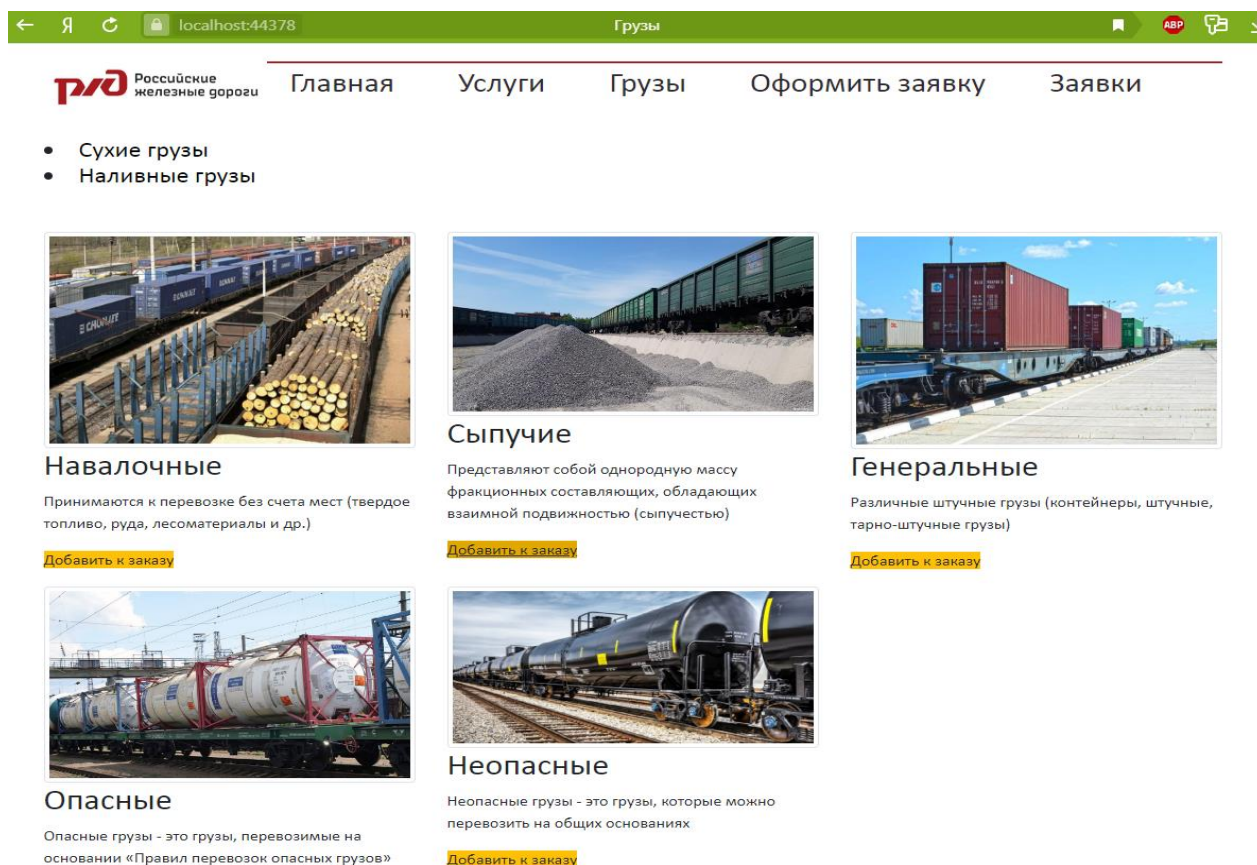 localhost:44378
Грузы
ABP
Российские
железные дороги
Главная
Услуги
Грузы
Оформить заявку
Заявки
Сухие грузы
Наливные грузы
Навалочные
Принимаются к перевозке без счета мест (твердое
топливо, руда, лесоматериалы и др.)
Добавить к заказу
Сыпучие
Представляют собой однородную массу
фракционных составляющих, обладающих
взаимной подвижностью (сыпучестью)
Добавить к заказу
Генеральные
Различные штучные грузы (контейнеры, штучные,
тарно-штучные грузы)
Добавить к заказу
Опасные
Опасные грузы - это грузы, перевозимые на
основании «Правил перевозок опасных грузов»
Неопасные
Неопасные грузы - это грузы, которые можно
перевозить на общих основаниях
Добавить к заказу